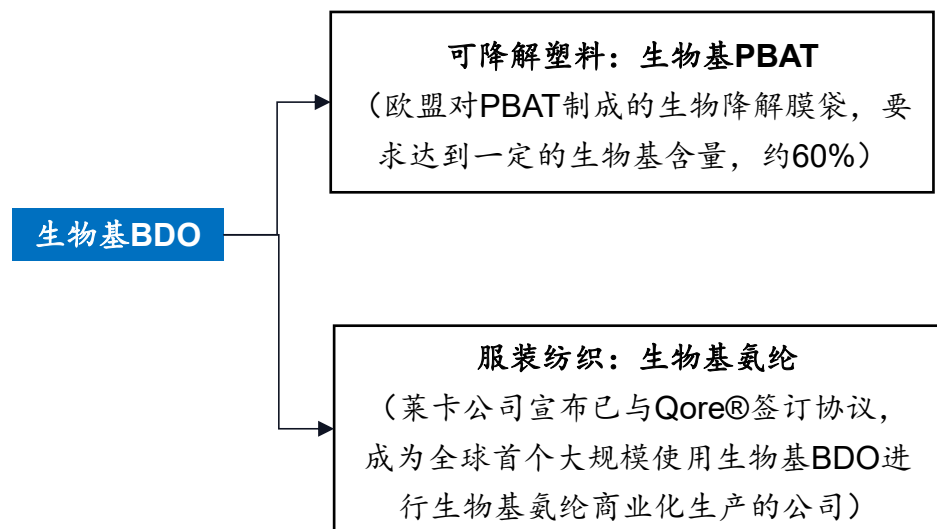 可降解塑料：生物基PBAT
（欧盟对PBAT制成的生物降解膜袋，要
求达到一定的生物基含量，约60%）
生物基BDO
服装纺织：生物基氨纶
（莱卡公司宣布已与Qore®签订协议，
成为全球首个大规模使用生物基BDO进
行生物基氨纶商业化生产的公司）